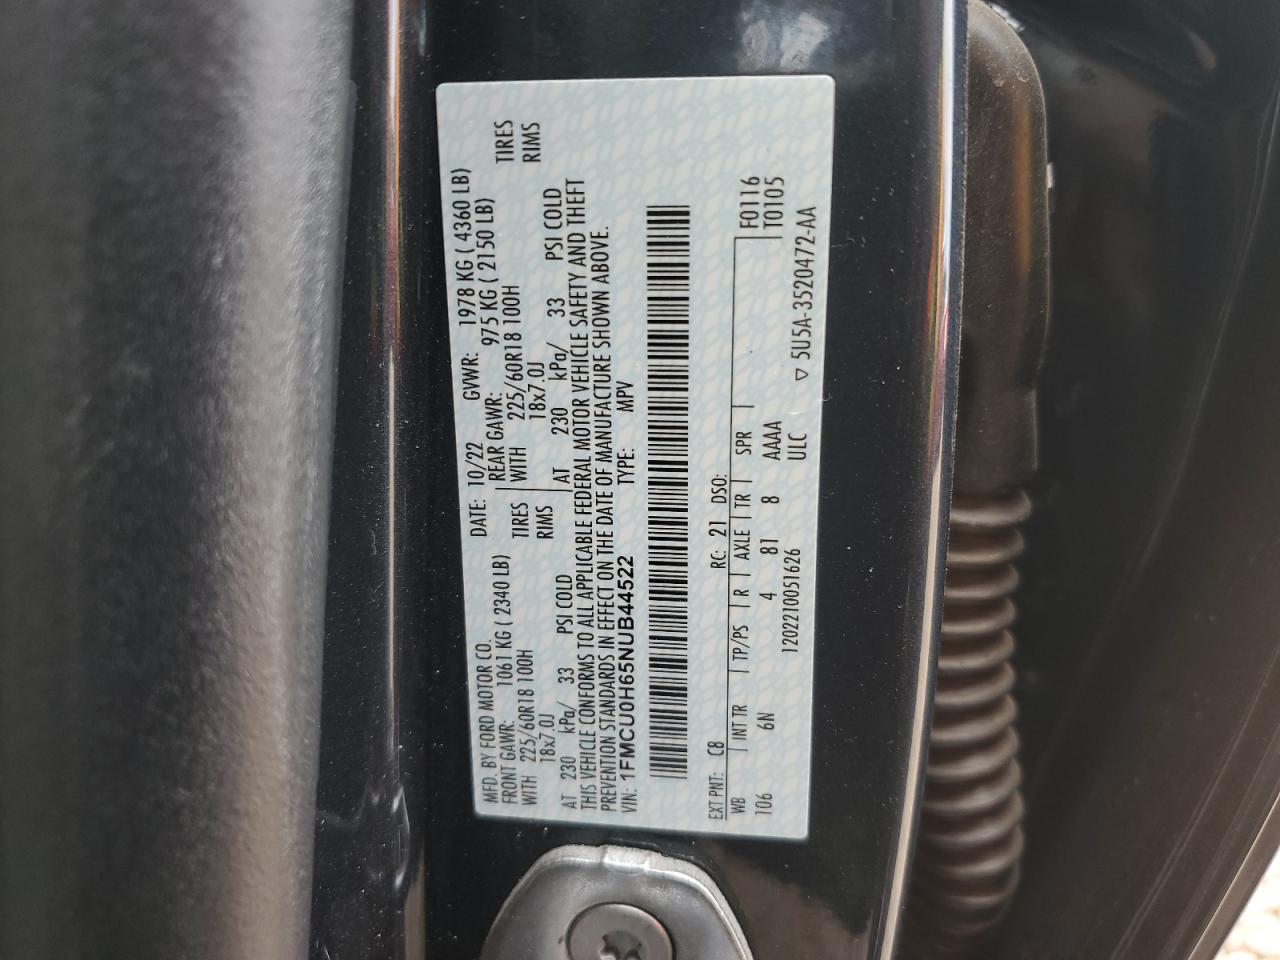 MFD. BY FORD MOTOR CO. DATE: 10/22 GVWR: 1978 KG ( 4360 LB)
FRONT GAWR: 1061 KG ( 2340 LB) REAR GAWR: 975 KG ( 2150 LB)
WITH 225/60R18 100H TIRES WITH 225/60R18 100H TIRES
18x7.0J RIMS 18x7.0J RIMS
AT 230 kPa/ 33 PSI COLD AT 230 kPa/ 33 PSI COLD
THIS VEHICLE CONFORMS TO ALL APPLICABLE FEDERAL MOTOR VEHICLE SAFETY AND THEFT
PREVENTION STANDARDS IN EFFECT ON THE DATE OF MANUFACTURE SHOWN ABOVE.
VIN: 1FMCU0H65NUB44522 TYPE: MPV
EXT PNT: C8 RC: 21 DSO: F0116
WB INT TR TP/PS R AXLE TR SPR T0105
106 6N 4 81 8 AAAA
120221005​1626 ULC ▽ 5U5A-3520472-AA